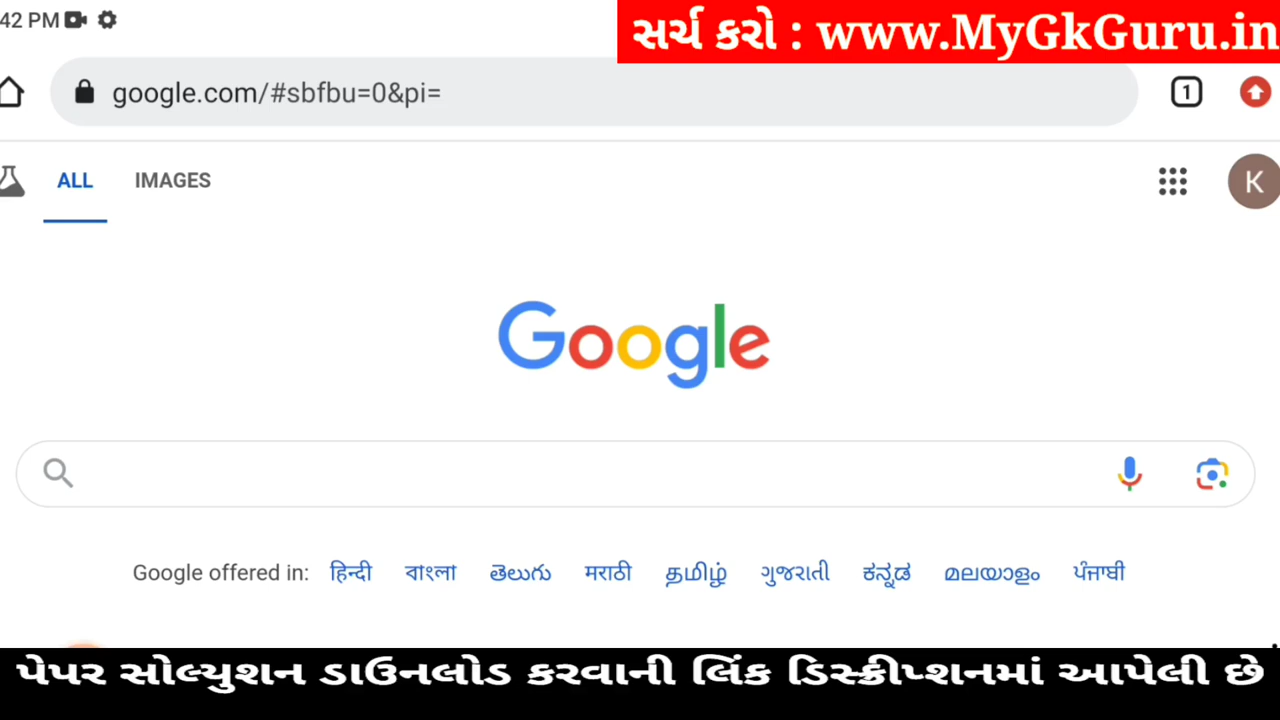 42 PM
સર્ચ કરો : www.MyGkGuru.in
google.com/#sbfbu=0&pi=
1
ALL IMAGES
K
Google
Google offered in: हिन्दी বাংলা తెలుగు मराठी தமிழ் ગુજરાતી ಕನ್ನಡ മലയാളം ਪੰਜਾਬੀ
પેપર સોલ્યુશન ડાઉનલોડ કરવાની લિંક ડિસ્ક્રીપ્શનમાં આપેલી છે